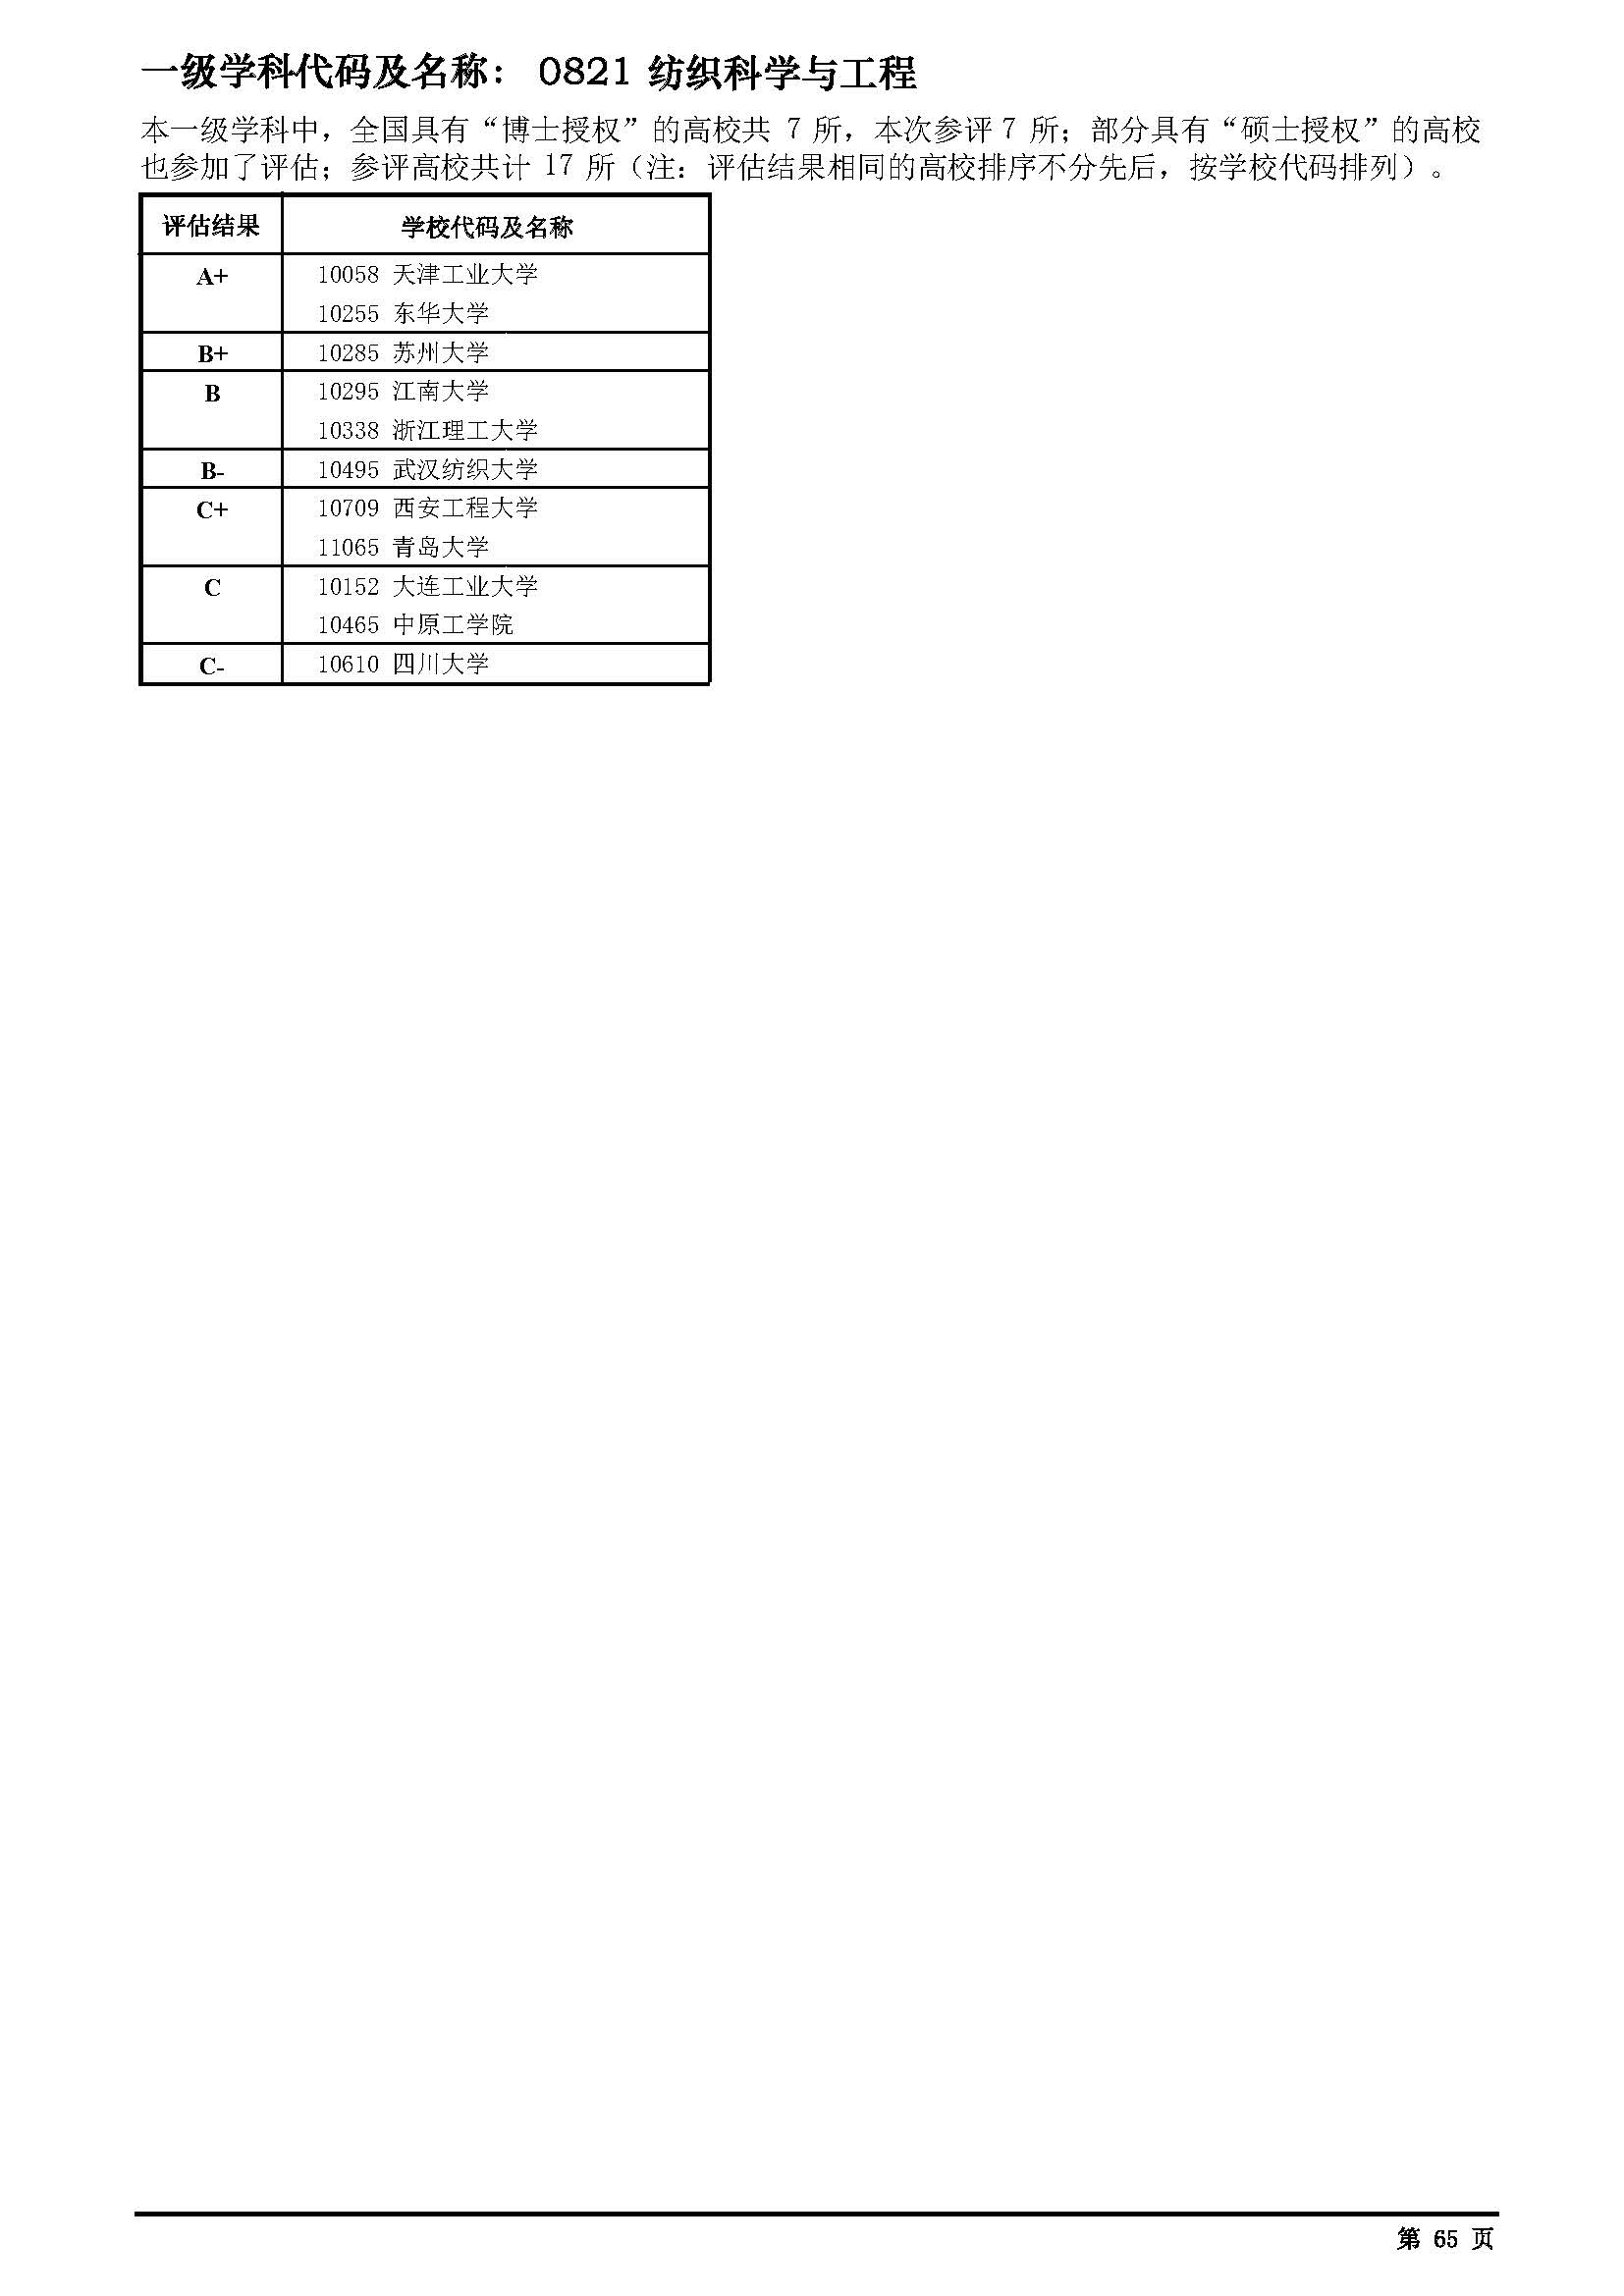 一级学科代码及名称： 0821 纺织科学与工程
本一级学科中，全国具有“博士授权”的高校共 7 所，本次参评 7 所；部分具有“硕士授权”的高校
也参加了评估；参评高校共计 17 所（注：评估结果相同的高校排序不分先后，按学校代码排列）。
评估结果 学校代码及名称
A+ 10058 天津工业大学
10255 东华大学
B+ 10285 苏州大学
B 10295 江南大学
10338 浙江理工大学
B- 10495 武汉纺织大学
C+ 10709 西安工程大学
11065 青岛大学
C 10152 大连工业大学
10465 中原工学院
C- 10610 四川大学
第 65 页